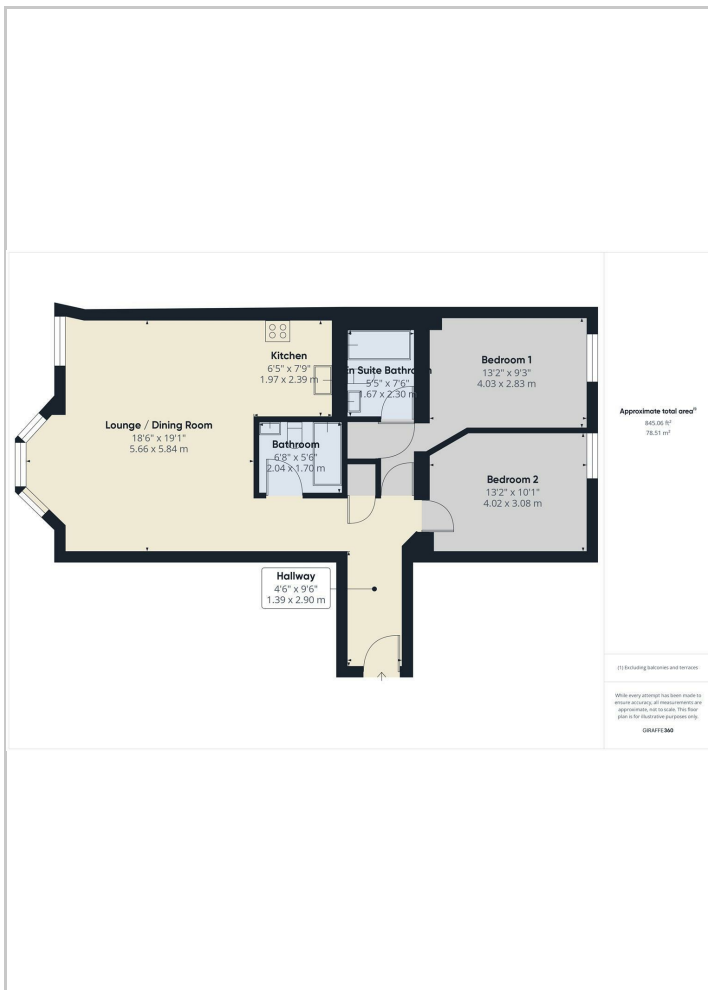 Kitchen
6'5" x 7'9"
1.97 x 2.39 m
En Suite Bathroom
5'5" x 7'6"
1.67 x 2.30 m
Bedroom 1
13'2" x 9'3"
4.03 x 2.83 m
Lounge / Dining Room
18'6" x 19'1"
5.66 x 5.84 m
Bathroom
6'8" x 5'6"
2.04 x 1.70 m
Bedroom 2
13'2" x 10'1"
4.02 x 3.08 m
Hallway
4'6" x 9'6"
1.39 x 2.90 m
Approximate total area⁽¹⁾
845.06 ft²
78.51 m²
(1) Excluding balconies and terraces
While every attempt has been made to
ensure accuracy, all measurements are
approximate, not to scale. This floor
plan is for illustrative purposes only.
GIRAFFE360